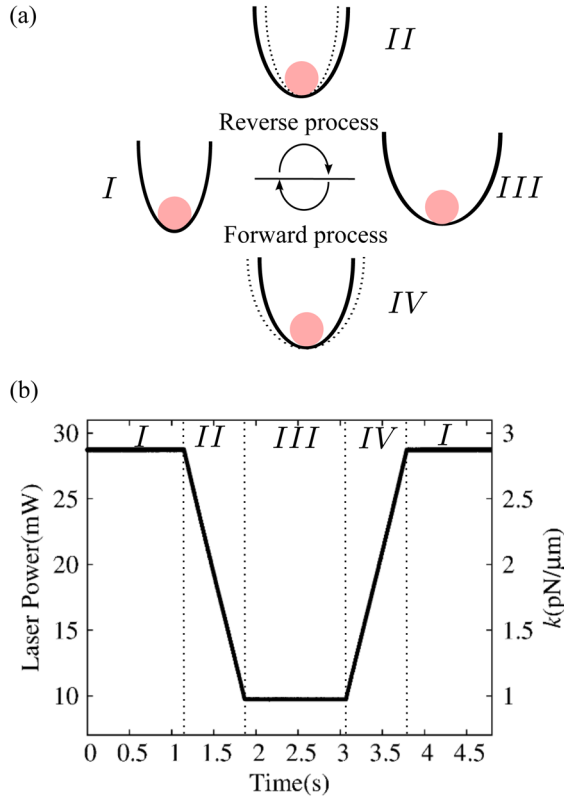 (a)
II
Reverse process
I
III
Forward process
IV
(b)
I II III IV I
30
25
20
15
10
Laser Power(mW)
3
2.5
2
1.5
1
k(pN/μm)
0 0.5 1 1.5 2 2.5 3 3.5 4 4.5
Time(s)